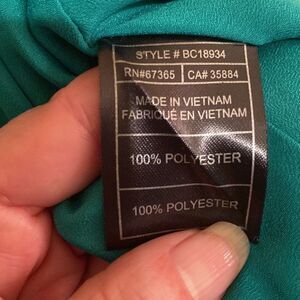 STYLE # BC18934
RN#67365 CA# 35884
MADE IN VIETNAM
FABRIQUÉ EN VIETNAM
100% POLYESTER
100% POLYESTER